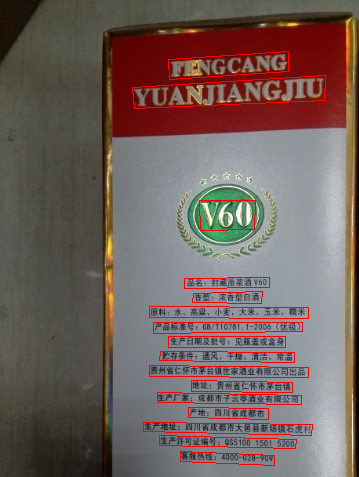 FENGCANG
YUANJIANGJIU
V60
品名：封藏原浆酒V60
香型：浓香型白酒
原料：水、高粱、小麦、大米、玉米、糯米
产品标准号：GB/T10781.1-2006（优级）
生产日期及批号：见瓶盖或盒身
贮存条件：通风、干燥、清洁、常温
贵州省仁怀市茅台镇世家酒业有限公司出品
地址：贵州省仁怀市茅台镇
生产厂家：成都市子云亭酒业有限公司
产地：四川省成都市
生产地址：四川省成都市大邑县新场镇石虎村
生产许可证编号：QS5100 1501 5200
客服热线：4000-028-909